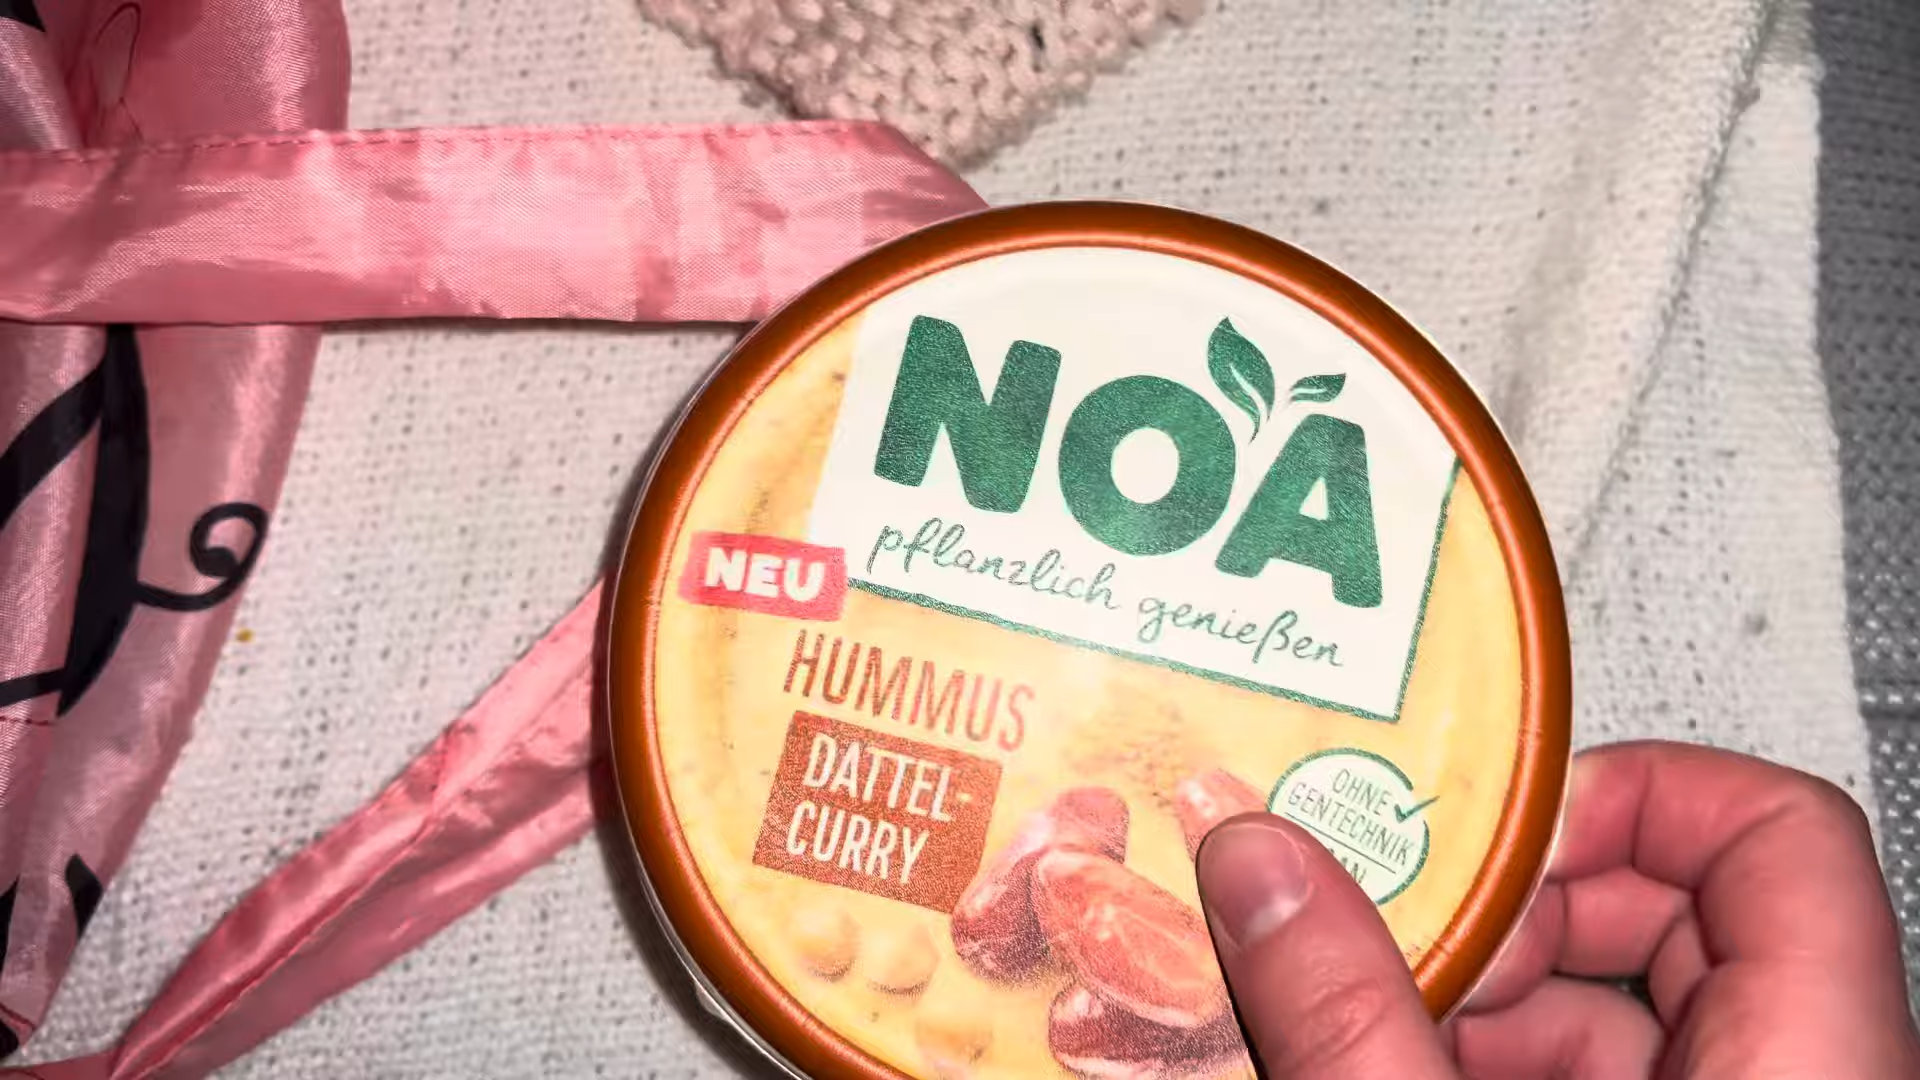 NOA
pflanzlich genießen
NEU
HUMMUS
DATTEL-
CURRY
OHNE
GENTECHNIK